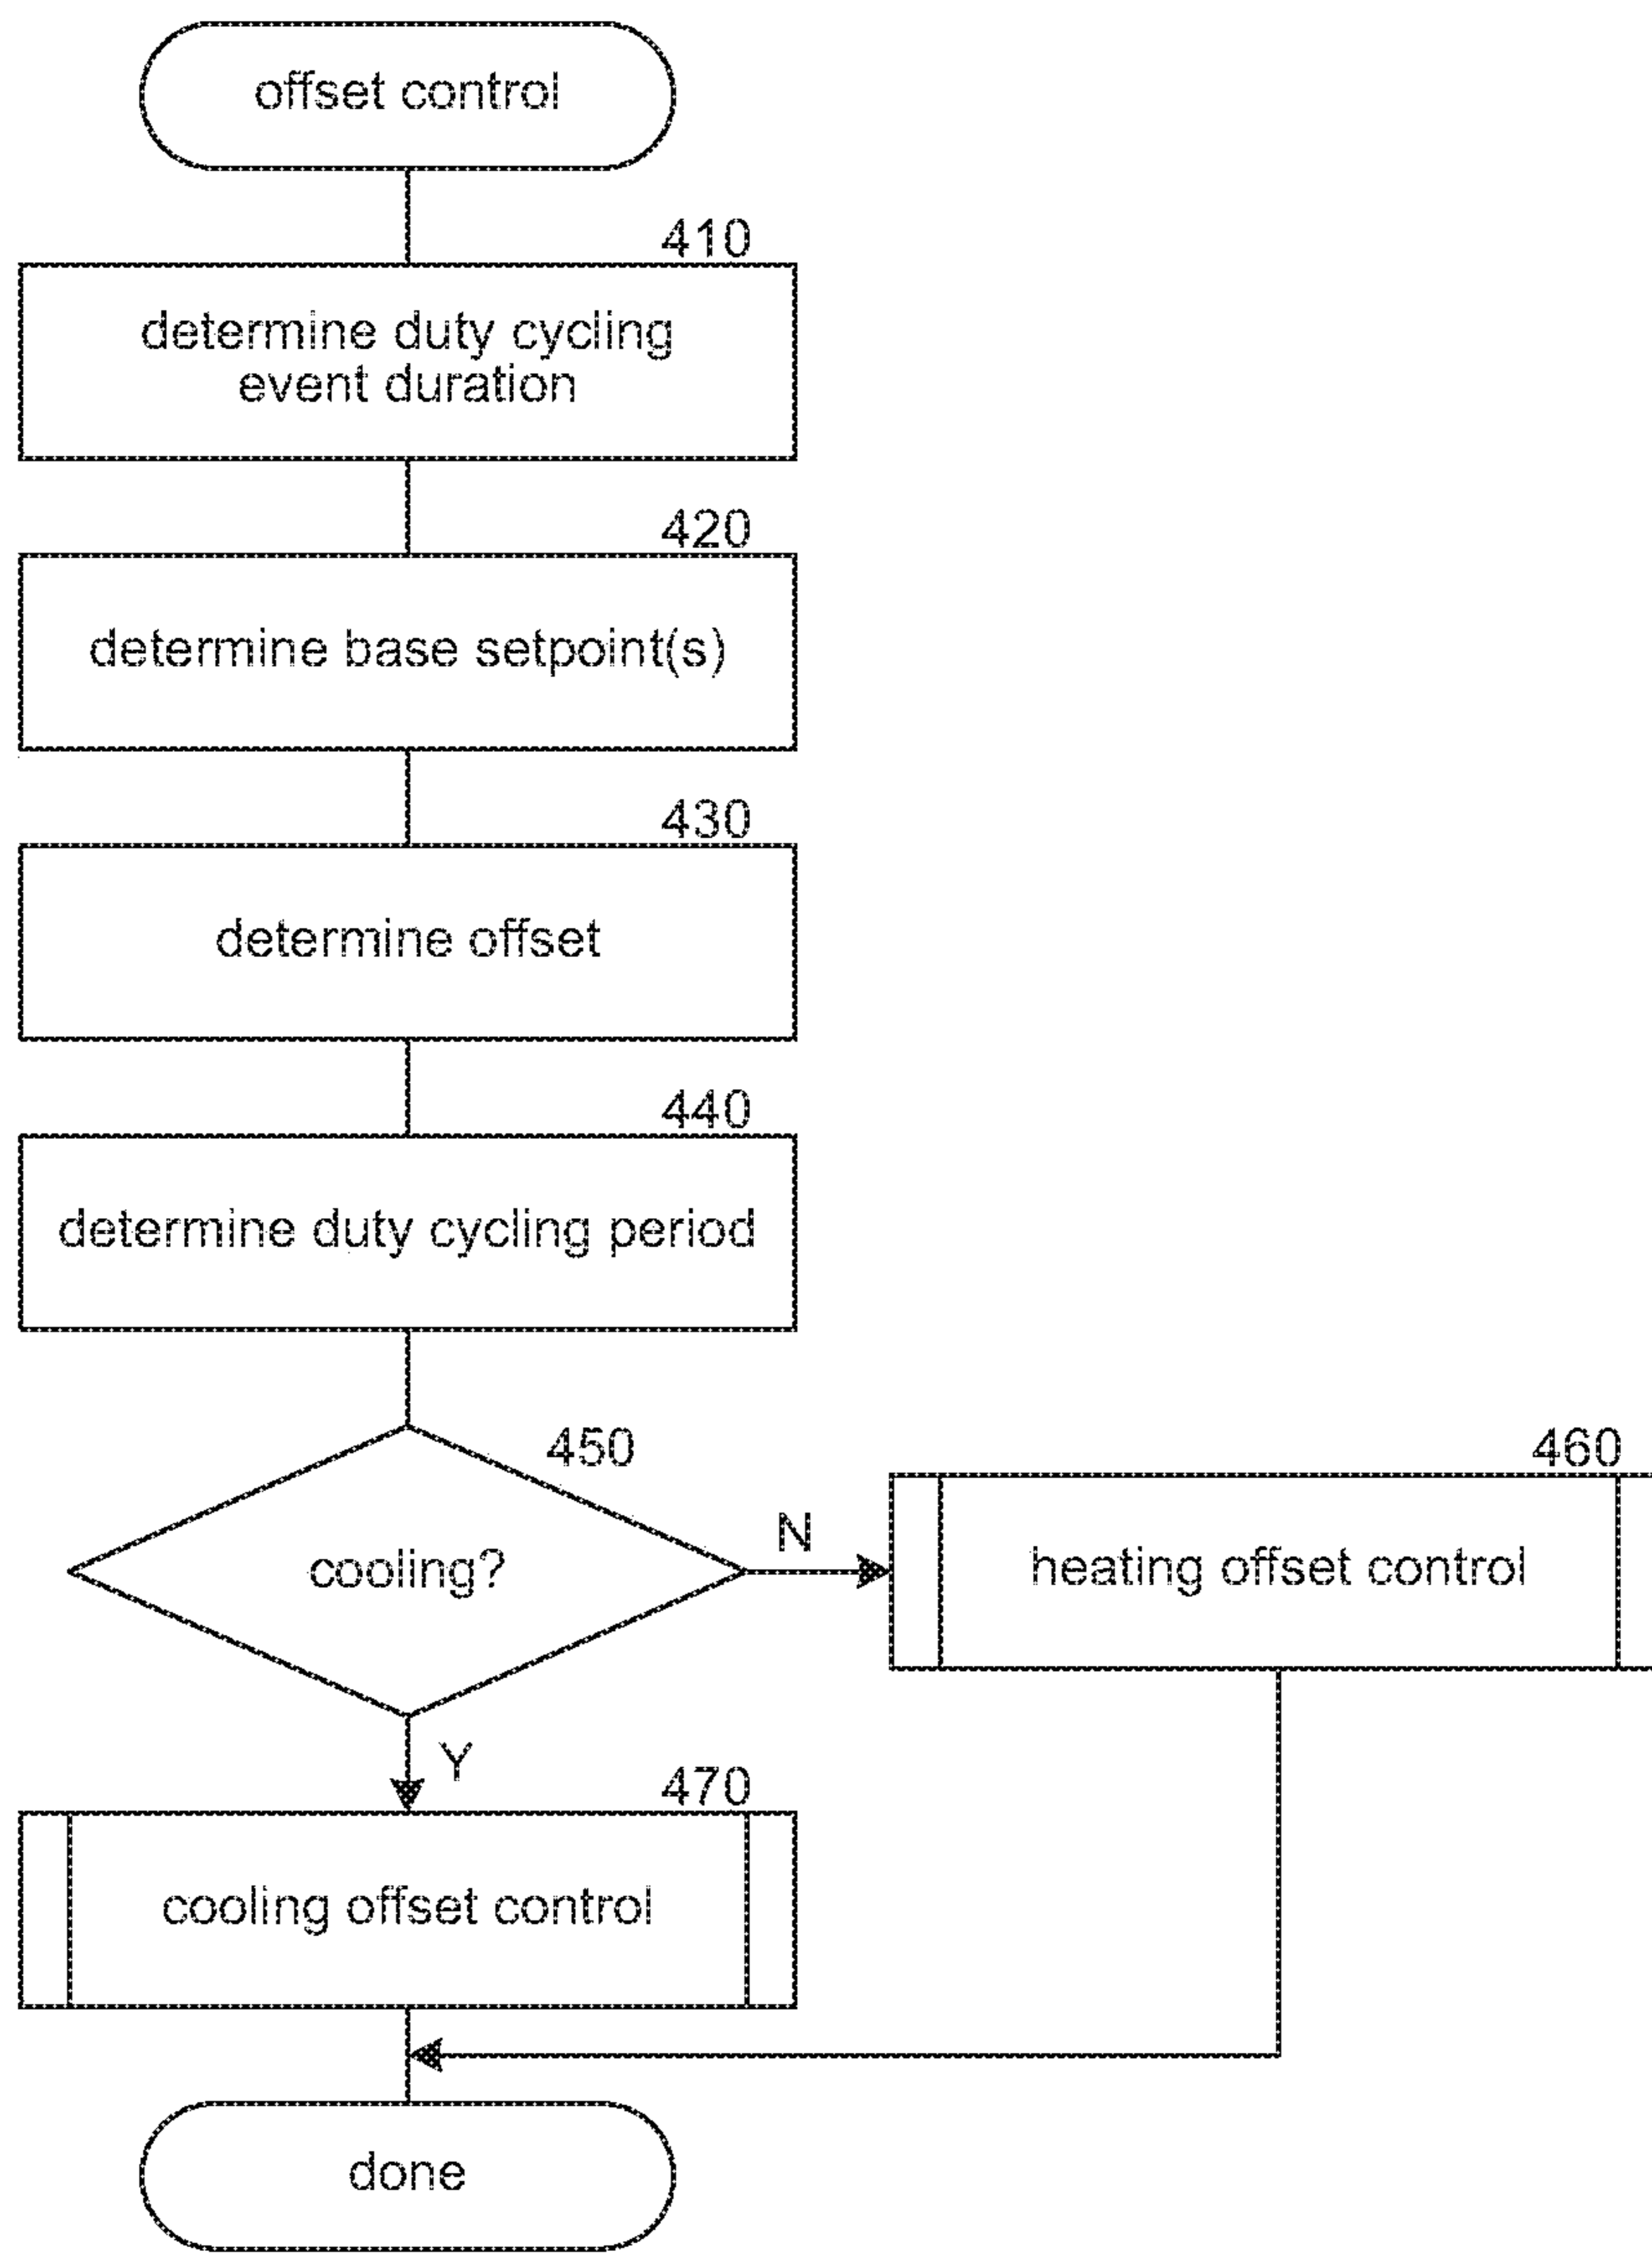 offset control
410
determine duty cycling
event duration
420
determine base setpoint(s)
430
determine offset
440
determine duty cycling period
450
cooling?
N
460
heating offset control
Y
470
cooling offset control
done